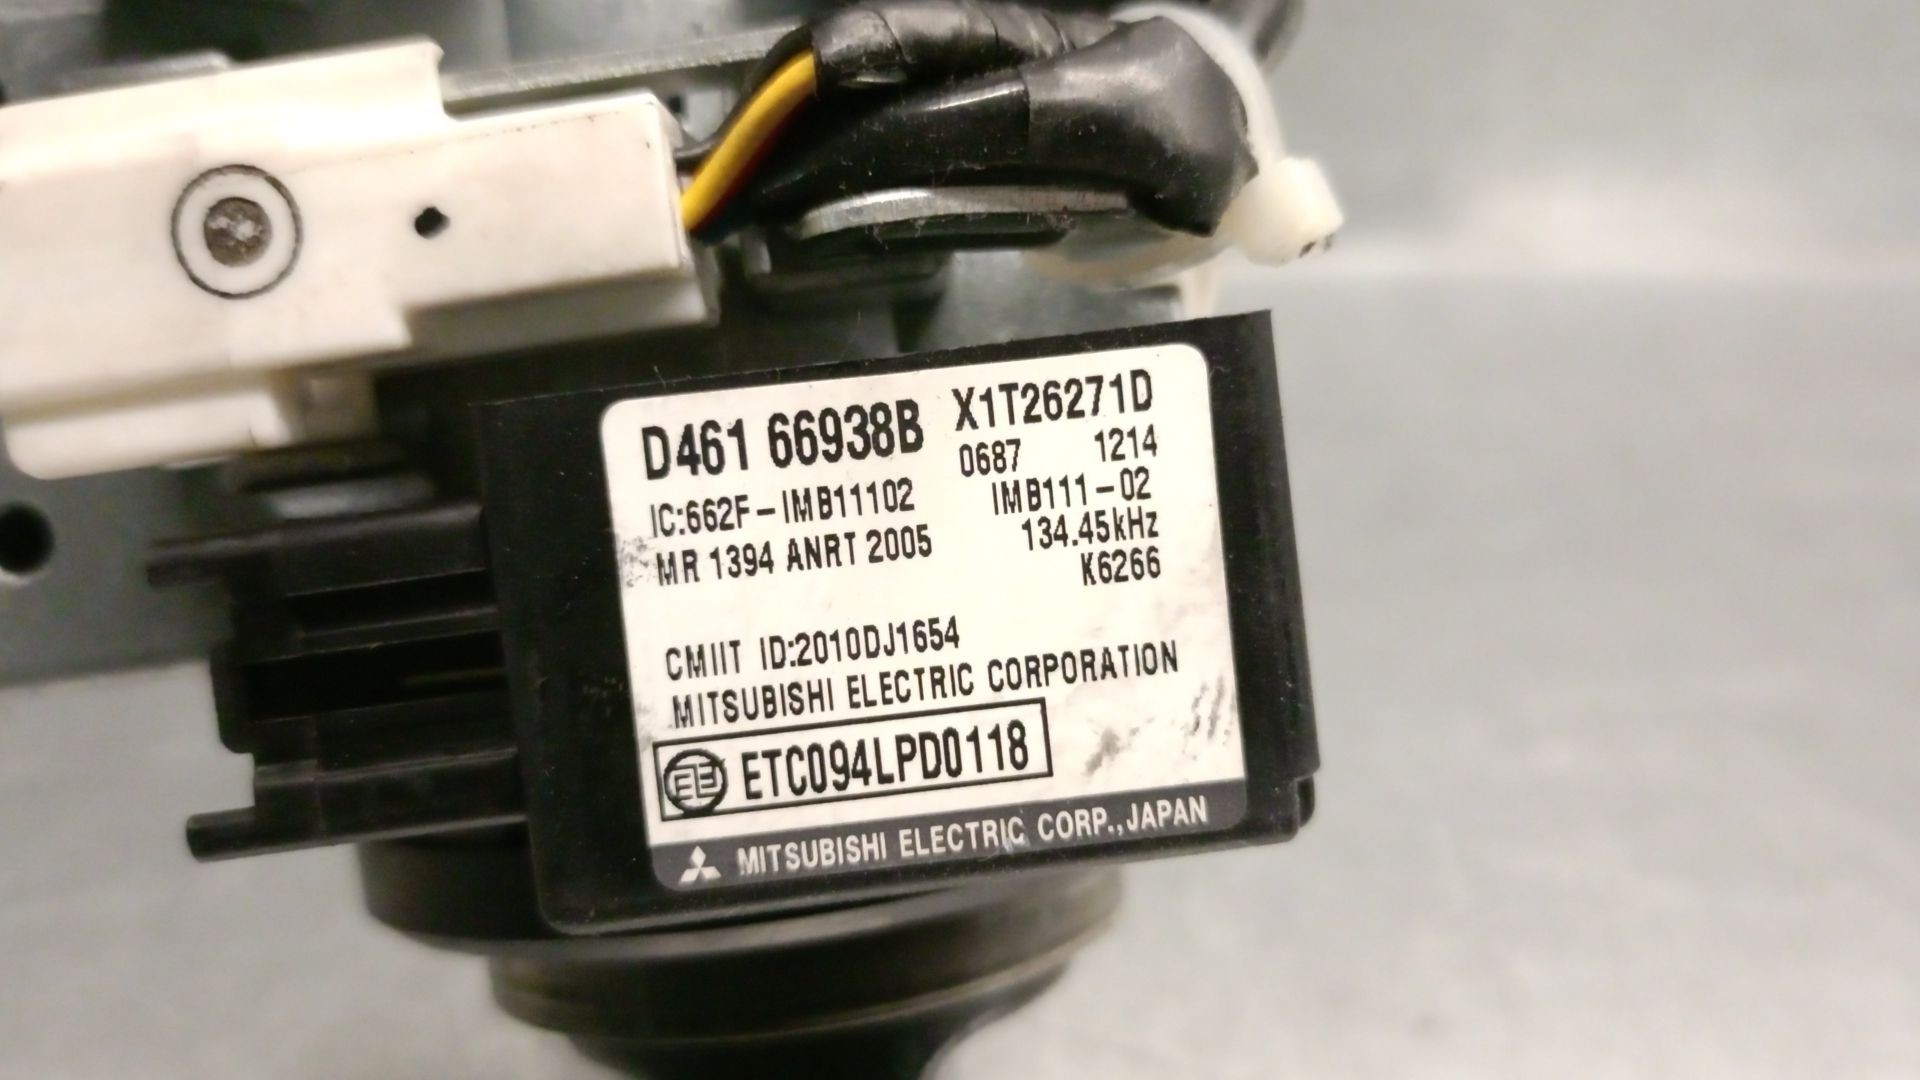 D461 66938B X1T26271D
0687 1214
IC:662F-IMB11102 IMB111-02
MR 1394 ANRT 2005 134.45kHz
K6266
CMIIT ID:2010DJ1654
MITSUBISHI ELECTRIC CORPORATION
ETC094LPD0118
MITSUBISHI ELECTRIC CORP., JAPAN